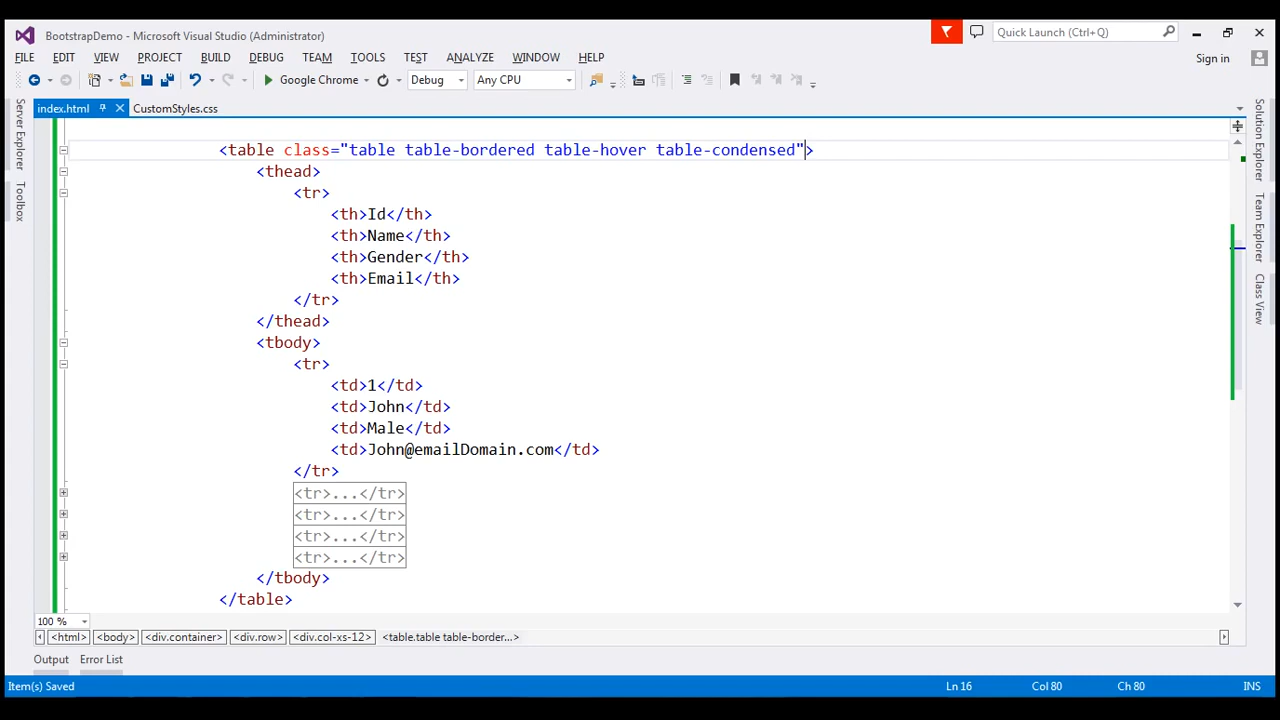 BootstrapDemo - Microsoft Visual Studio (Administrator)
Quick Launch (Ctrl+Q)
FILE EDIT VIEW PROJECT BUILD DEBUG TEAM TOOLS TEST ANALYZE WINDOW HELP
Sign in
Google Chrome Debug Any CPU
Server Explorer
Toolbox
index.html CustomStyles.css
<table class="table table-bordered table-hover table-condensed">
<thead>
<tr>
<th>Id</th>
<th>Name</th>
<th>Gender</th>
<th>Email</th>
</tr>
</thead>
<tbody>
<tr>
<td>1</td>
<td>John</td>
<td>Male</td>
<td>John@emailDomain.com</td>
</tr>
<tr>...</tr>
<tr>...</tr>
<tr>...</tr>
<tr>...</tr>
</tbody>
</table>
Solution Explorer
Team Explorer
Class View
100 %
<html> <body> <div.container> <div.row> <div.col-xs-12> <table.table table-border...>
Output Error List
Item(s) Saved Ln 16 Col 80 Ch 80 INS